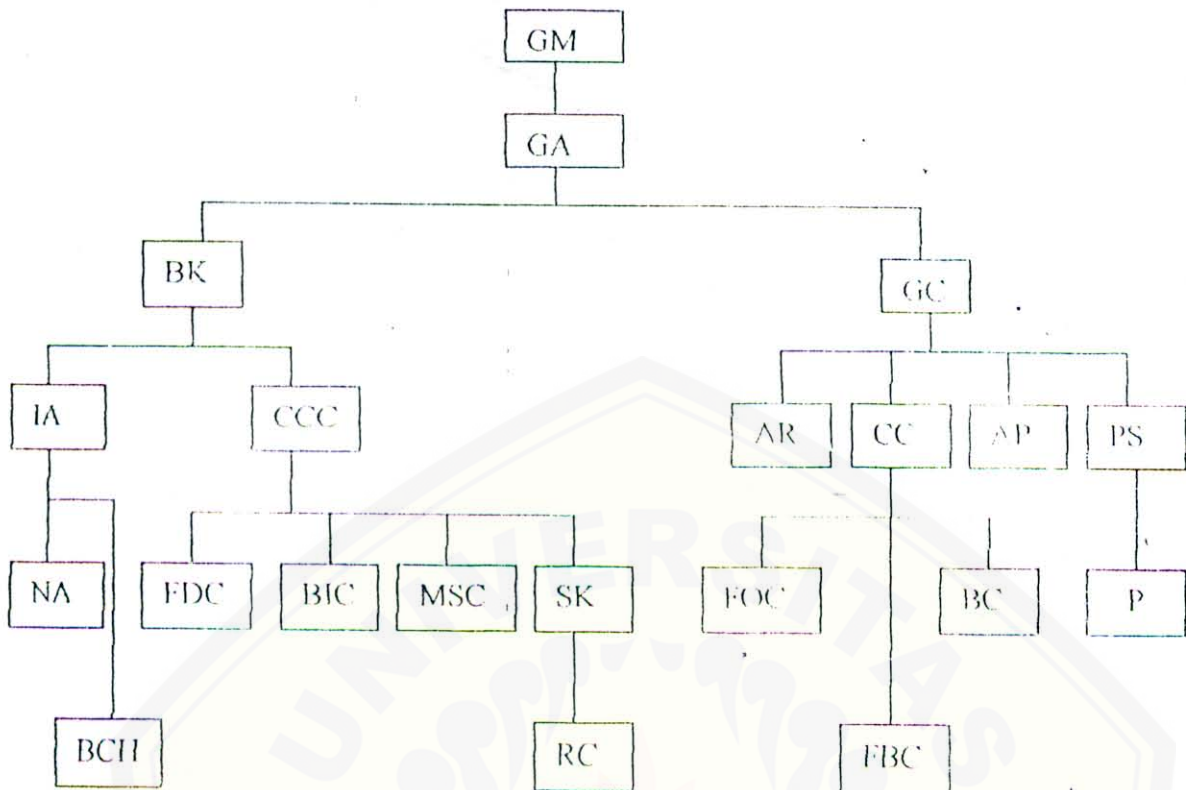 GM
GA
BK
GC
IA
CCC
AR
CC
AP
PS
NA
FDC
BIC
MSC
SK
FOC
BC
P
BCH
RC
FBC
UNIVERSITAS